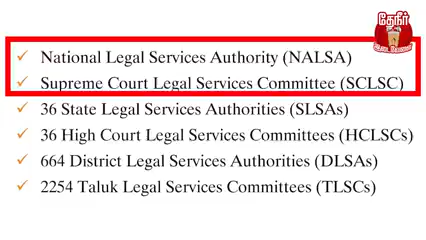 தேநீர்
இடைவேளை
National Legal Services Authority (NALSA)
Supreme Court Legal Services Committee (SCLSC)
36 State Legal Services Authorities (SLSAs)
36 High Court Legal Services Committees (HCLSCs)
664 District Legal Services Authorities (DLSAs)
2254 Taluk Legal Services Committees (TLSCs)